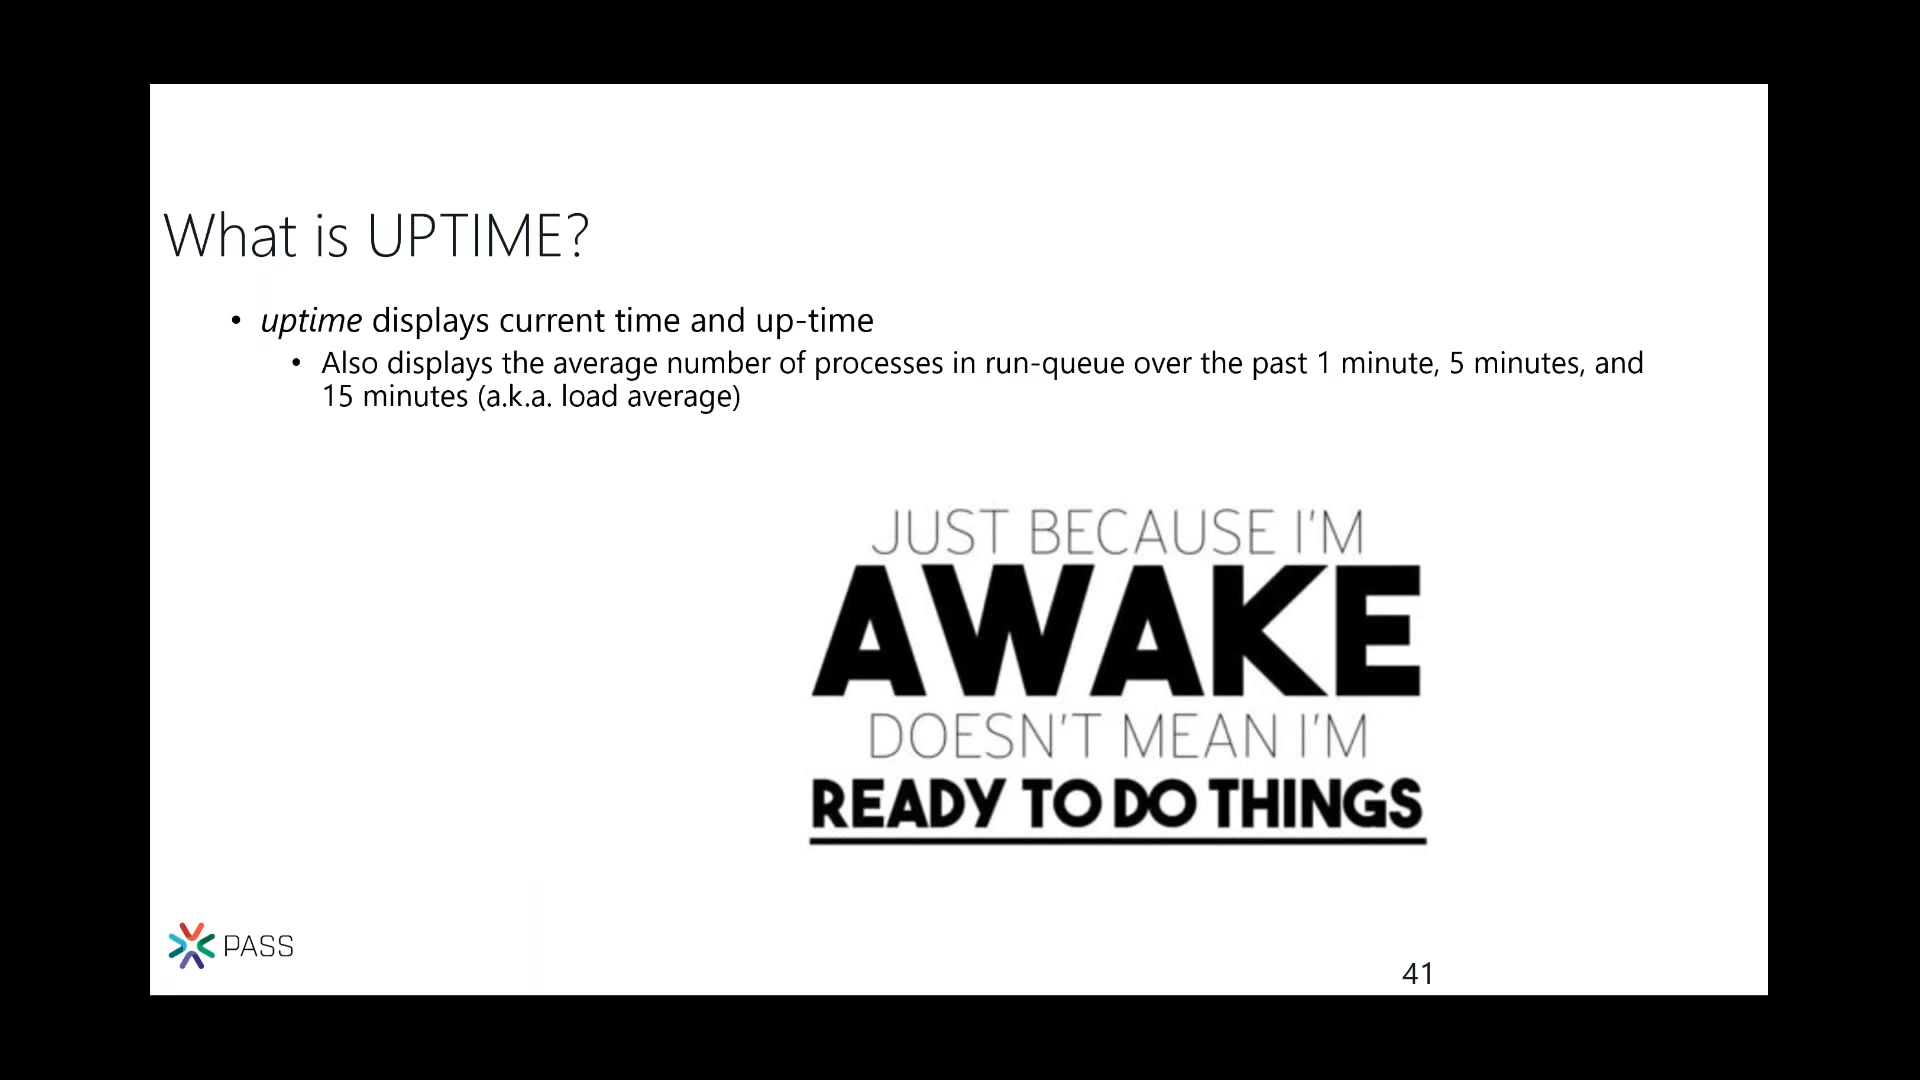 What is UPTIME?
• uptime displays current time and up-time
• Also displays the average number of processes in run-queue over the past 1 minute, 5 minutes, and
15 minutes (a.k.a. load average)
JUST BECAUSE I'M
AWAKE
DOESN'T MEAN I'M
READY TO DO THINGS
PASS
41